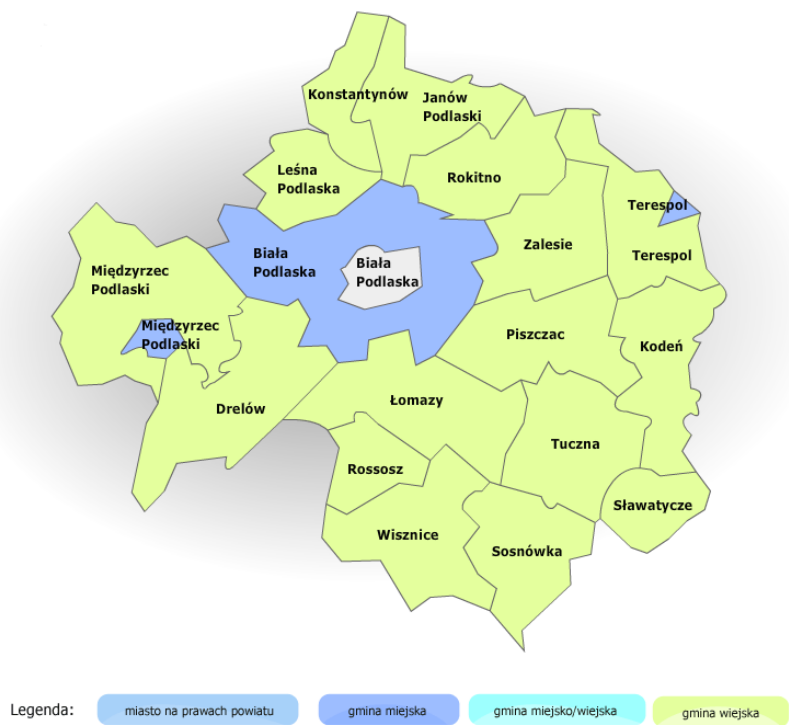 Konstantynów
Janów
Podlaski
Leśna
Podlaska
Rokitno
Terespol
Zalesie
Terespol
Biała
Podlaska
Biała
Podlaska
Międzyrzec
Podlaski
Międzyrzec
Podlaski
Piszczac
Kodeń
Drelów
Łomazy
Tuczna
Rossosz
Sławatycze
Wisznice
Sosnówka
Legenda:
miasto na prawach powiatu
gmina miejska
gmina miejsko/wiejska
gmina wiejska